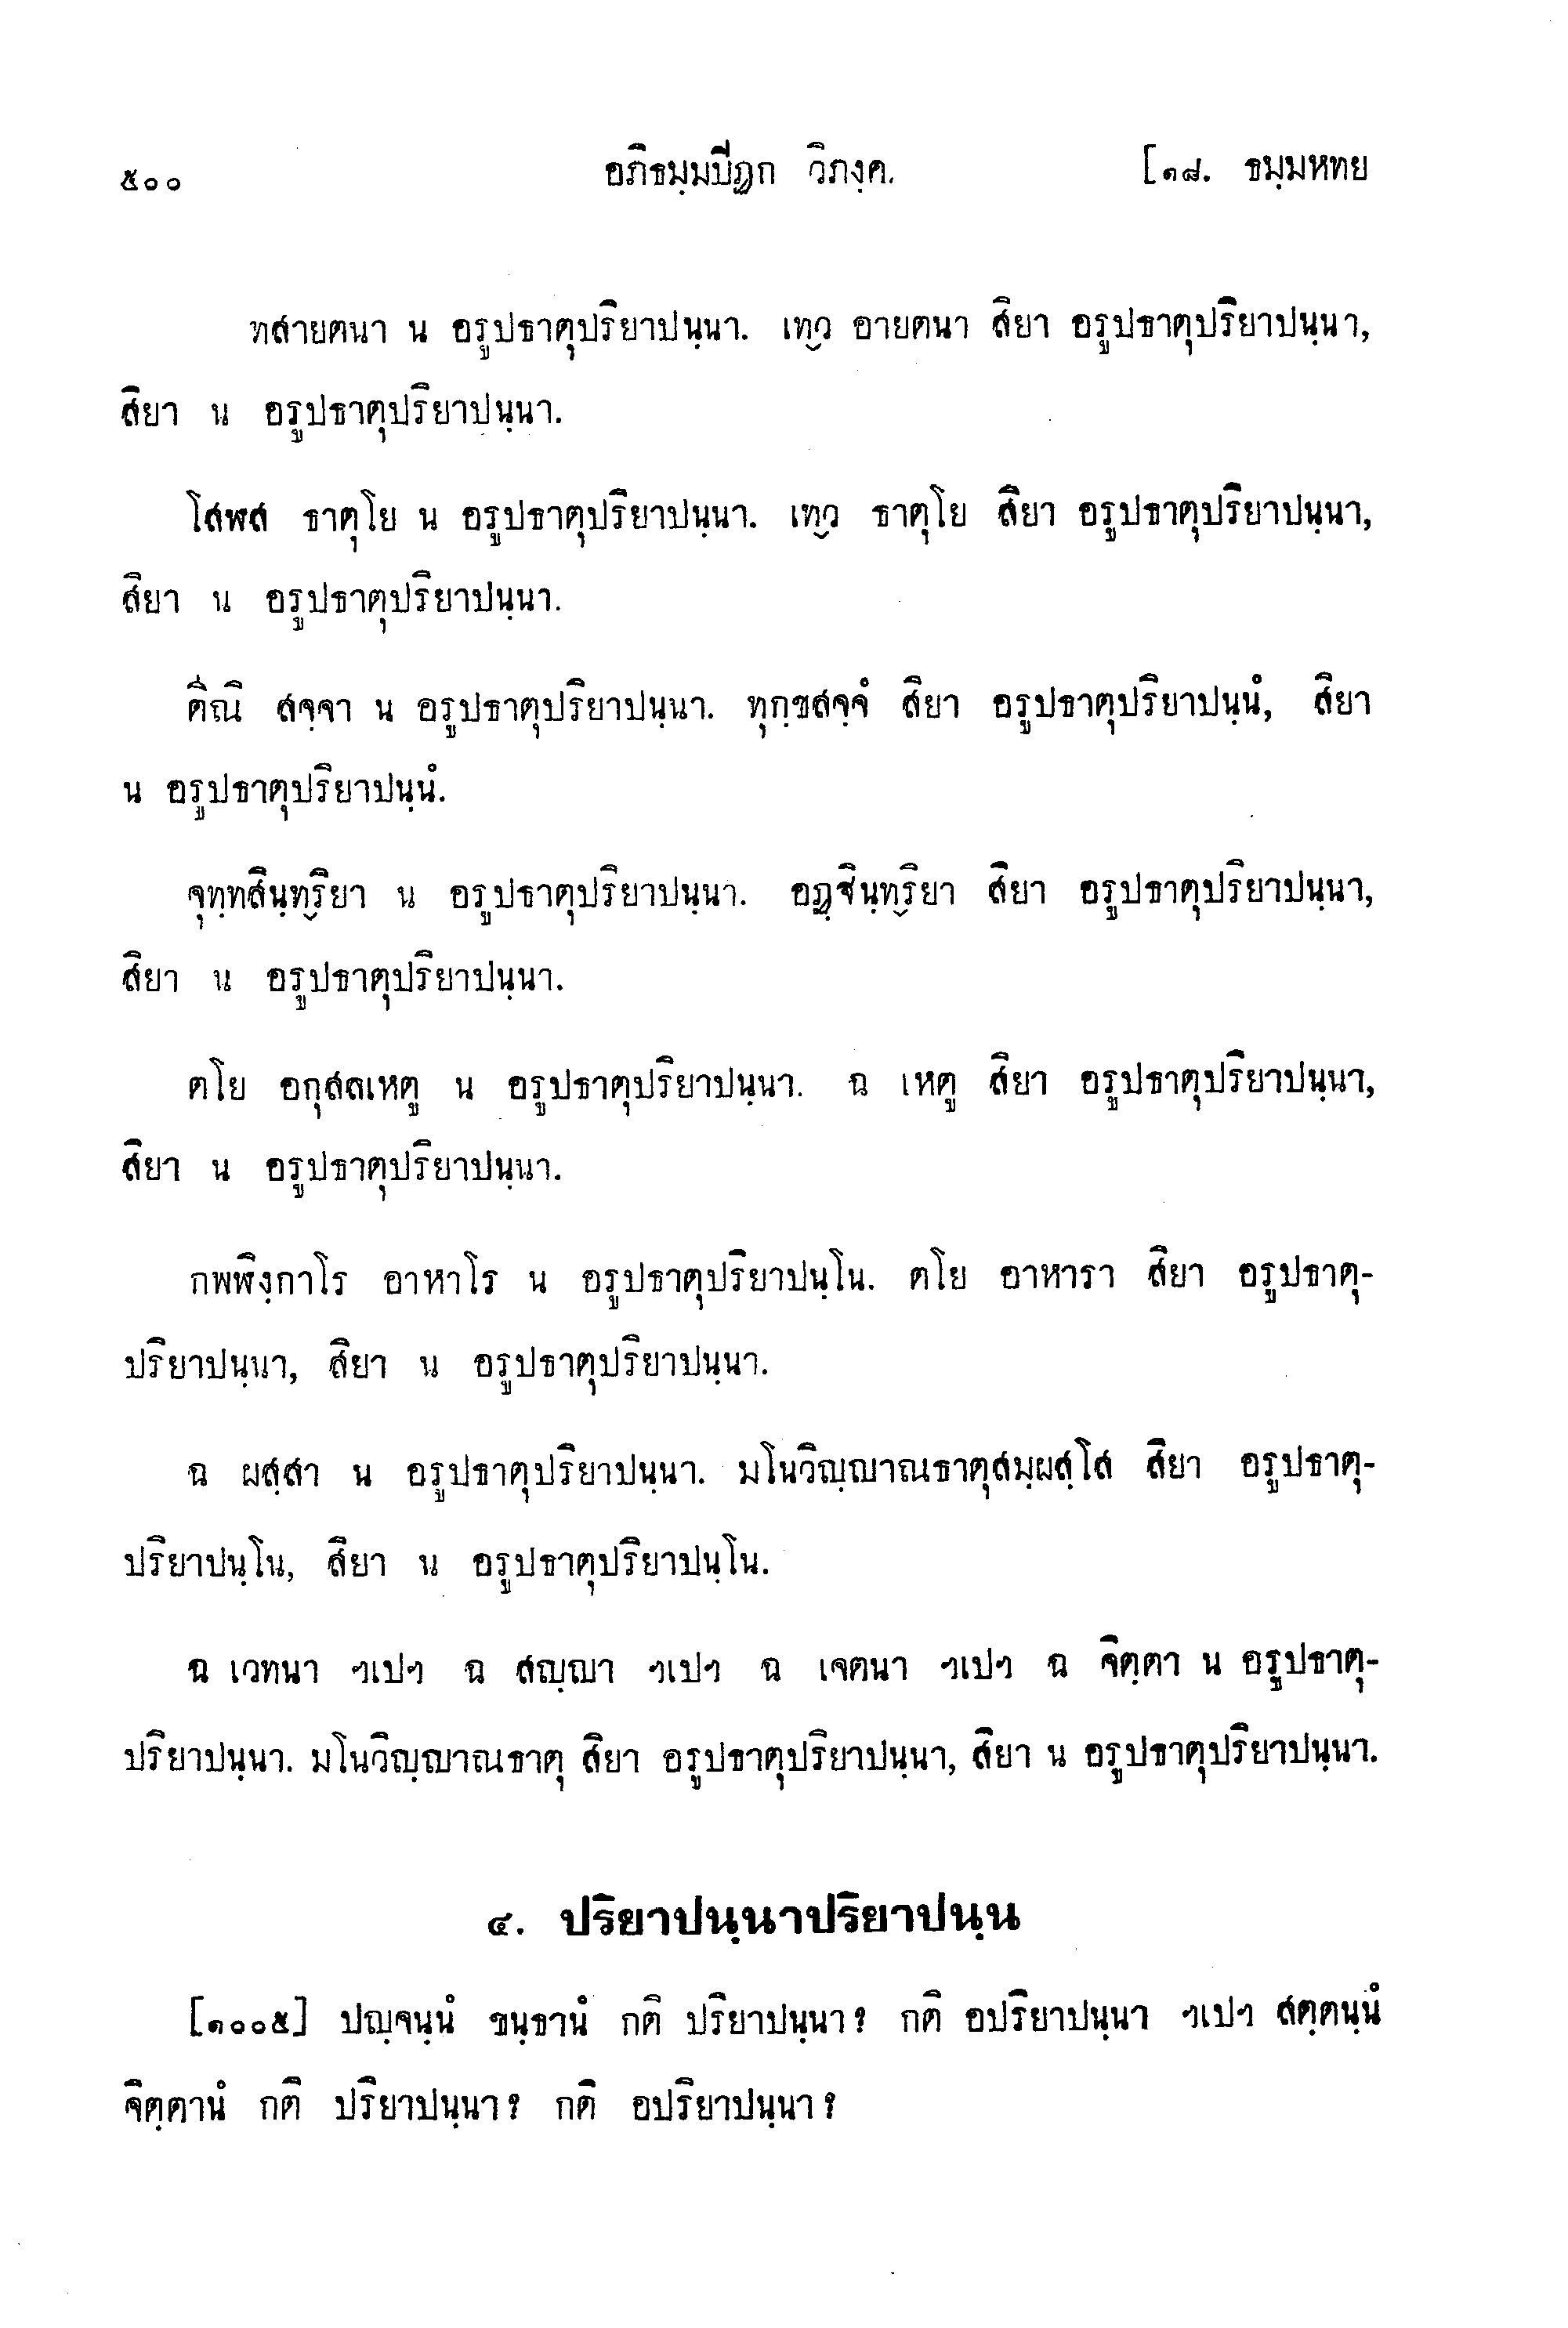 ๕๐๐ อภิธมฺมปิฏก วิภงฺค. [๑๘. ธมฺมหทย
ทสายตนา น อรูปธาตุปริยาปนฺนา. เทฺว อายตนา สิยา อรูปธาตุปริยาปนฺนา,
สิยา น อรูปธาตุปริยาปนฺนา.
โสฬส ธาตุโย น อรูปธาตุปริยาปนฺนา. เทฺว ธาตุโย สิยา อรูปธาตุปริยาปนฺนา,
สิยา น อรูปธาตุปริยาปนฺนา.
ติณิ สจฺจา น อรูปธาตุปริยาปนฺนา. ทุกฺขสจฺจํ สิยา อรูปธาตุปริยาปนฺนํ, สิยา
น อรูปธาตุปริยาปนฺนํ.
จุทฺทสินฺทฺริยา น อรูปธาตุปริยาปนฺนา. อฏฺฐินฺทฺริยา สิยา อรูปธาตุปริยาปนฺนา,
สิยา น อรูปธาตุปริยาปนฺนา.
ตโย อกุสลเหตู น อรูปธาตุปริยาปนฺนา. ฉ เหตู สิยา อรูปธาตุปริยาปนฺนา,
สิยา น อรูปธาตุปริยาปนฺนา.
กพฬิงฺกาโร อาหาโร น อรูปธาตุปริยาปนฺโน. ตโย อาหารา สิยา อรูปธาตุ-
ปริยาปนฺนา, สิยา น อรูปธาตุปริยาปนฺนา.
ฉ ผสฺสา น อรูปธาตุปริยาปนฺนา. มโนวิญฺญาณธาตุสมฺผสฺโส สิยา อรูปธาตุ-
ปริยาปนฺโน, สิยา น อรูปธาตุปริยาปนฺโน.
ฉ เวทนา ฯเปฯ ฉ สญฺญา ฯเปฯ ฉ เจตนา ฯเปฯ ฉ จิตฺตา น อรูปธาตุ-
ปริยาปนฺนา. มโนวิญฺญาณธาตุ สิยา อรูปธาตุปริยาปนฺนา, สิยา น อรูปธาตุปริยาปนฺนา.
๔. ปริยาปนฺนาปริยาปนฺน
[๑๐๐๕] ปญฺจนฺนํ ขนฺธานํ กติ ปริยาปนฺนา? กติ อปริยาปนฺนา ฯเปฯ สตฺตนฺนํ
จิตฺตานํ กติ ปริยาปนฺนา? กติ อปริยาปนฺนา?